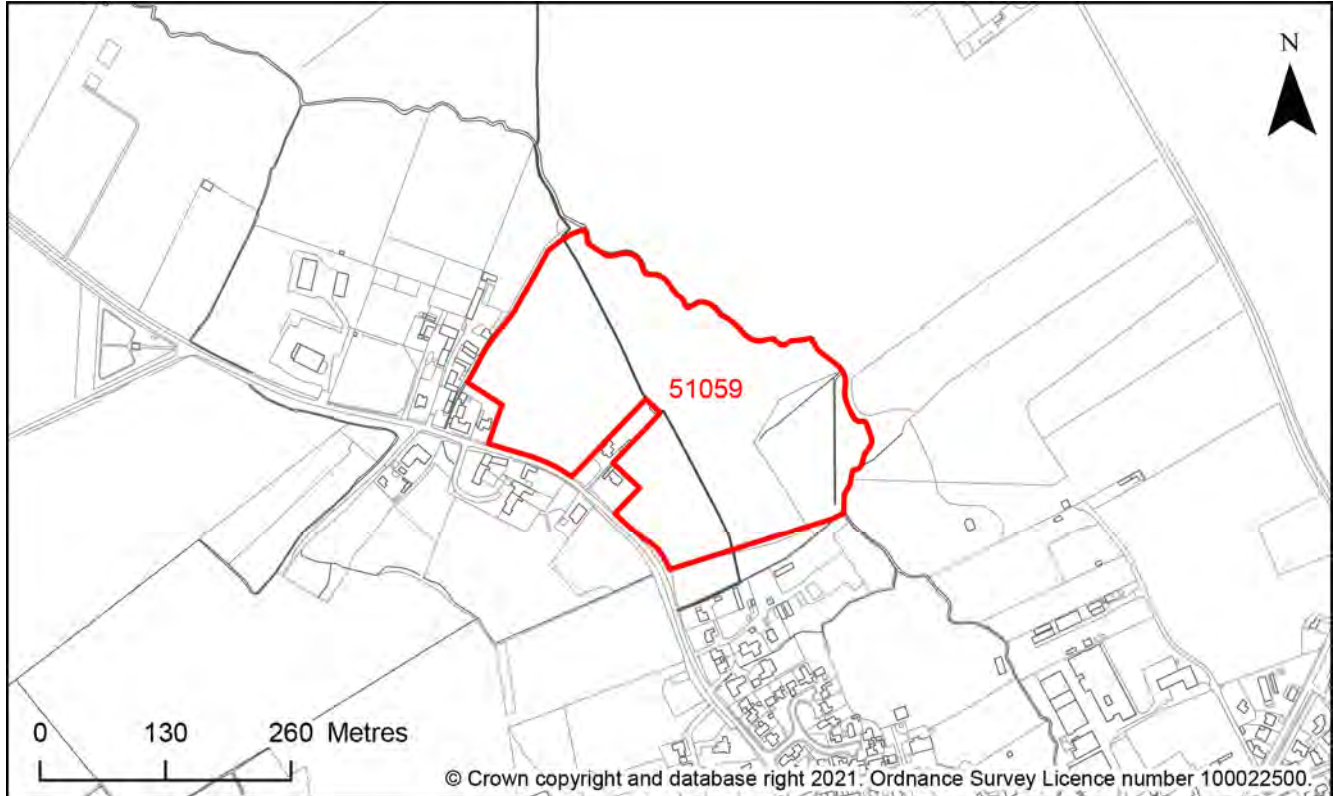 N
51059
0 130 260 Metres
© Crown copyright and database right 2021. Ordnance Survey Licence number 100022500.